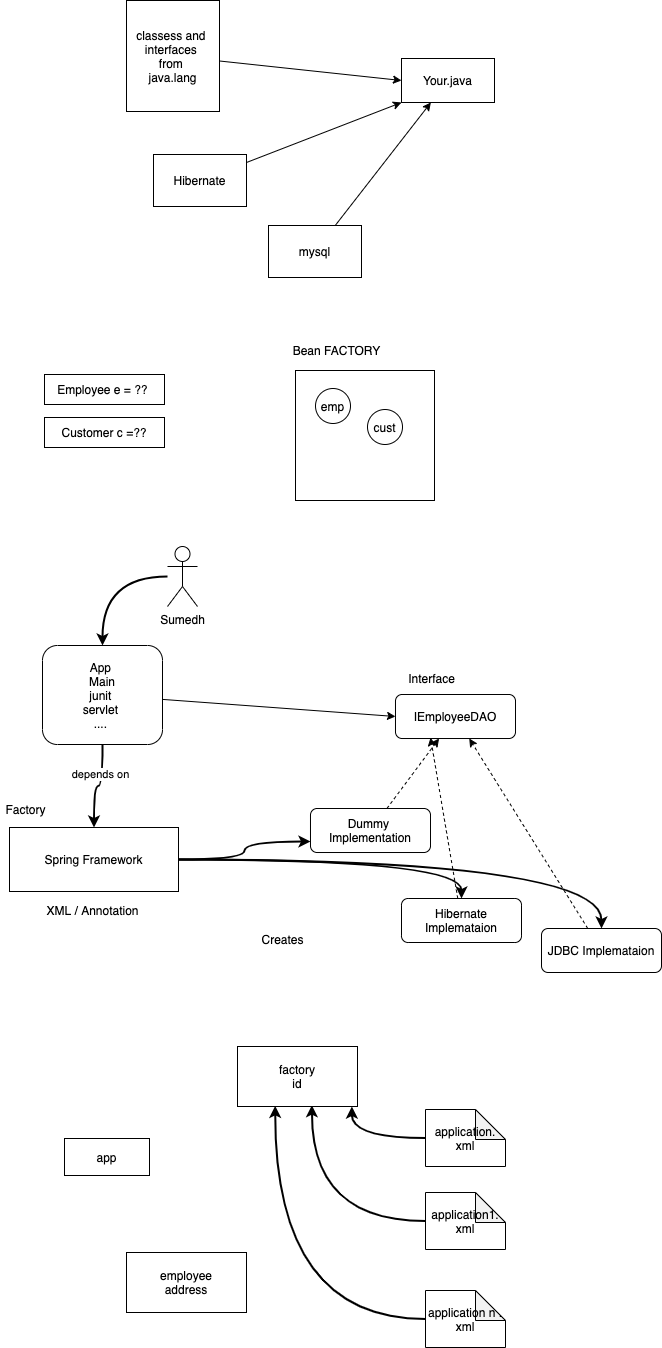 classess and
interfaces
from
java.lang
Your.java
Hibernate
mysql
Bean FACTORY
Employee e = ??
emp
cust
Customer c =??
Sumedh
App
Main
junit
servlet
....
Interface
IEmployeeDAO
depends on
Factory
Dummy
Implementation
Spring Framework
XML / Annotation
Hibernate
Implemataion
Creates
JDBC Implemataion
factory
id
application.
xml
app
application1.
xml
employee
address
application n .
xml